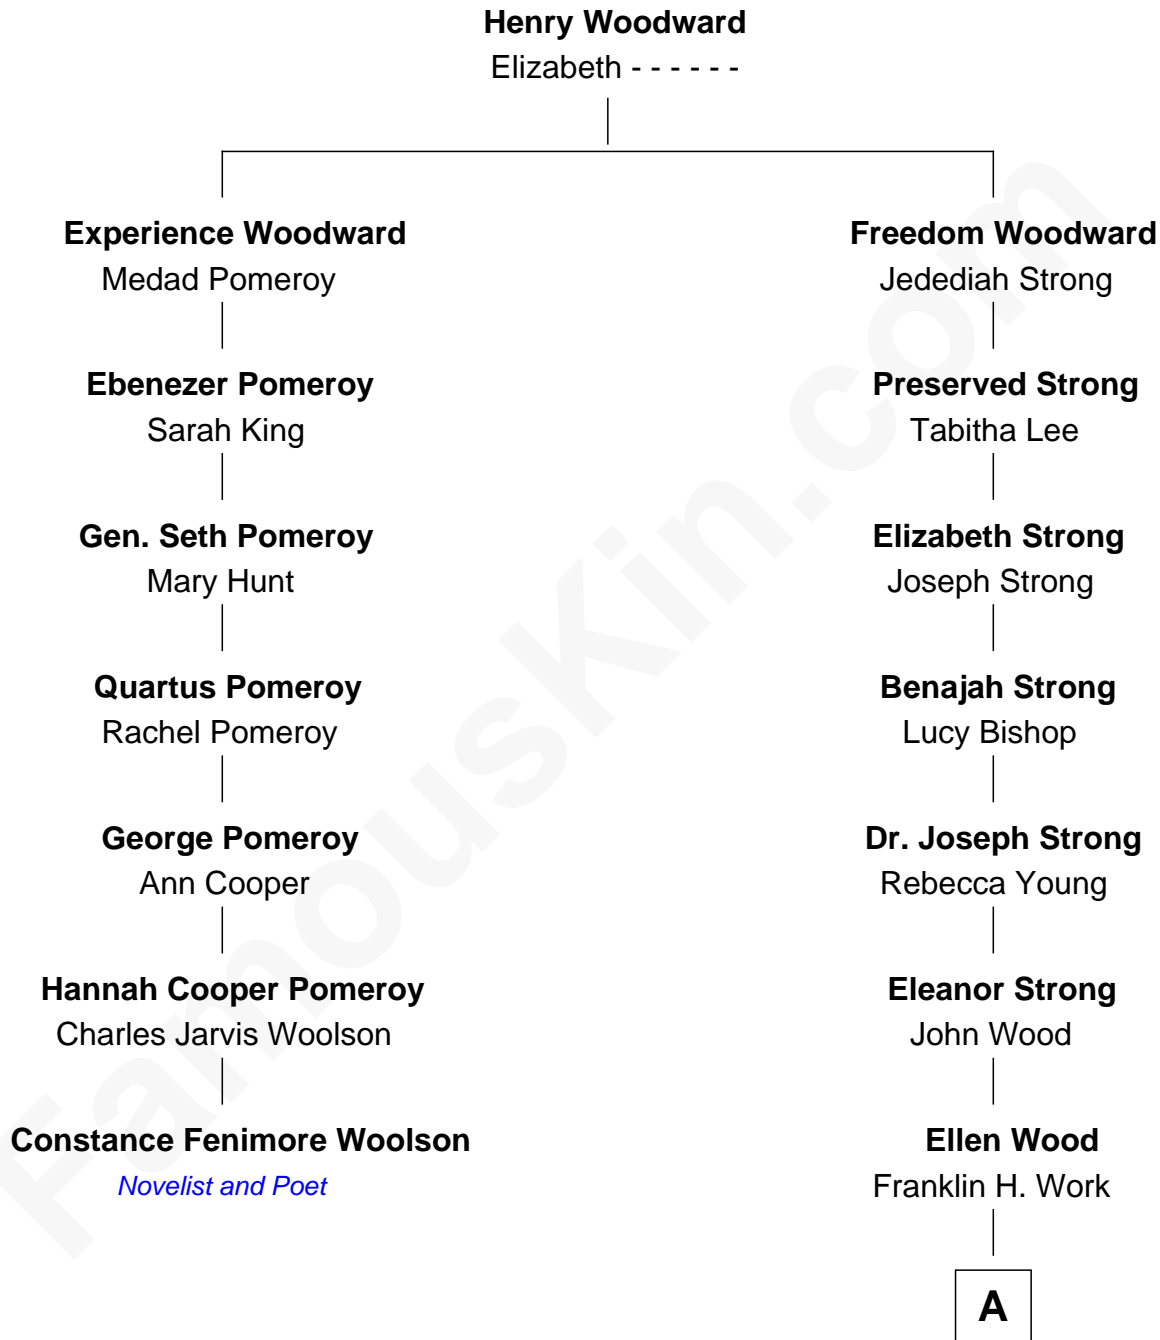 Henry Woodward
Elizabeth - - - - - -
Experience Woodward
Medad Pomeroy
Freedom Woodward
Jedediah Strong
Ebenezer Pomeroy
Sarah King
Preserved Strong
Tabitha Lee
Gen. Seth Pomeroy
Mary Hunt
Elizabeth Strong
Joseph Strong
Quartus Pomeroy
Rachel Pomeroy
Benajah Strong
Lucy Bishop
George Pomeroy
Ann Cooper
Dr. Joseph Strong
Rebecca Young
Hannah Cooper Pomeroy
Charles Jarvis Woolson
Eleanor Strong
John Wood
Constance Fenimore Woolson
Novelist and Poet
Ellen Wood
Franklin H. Work
A
FamousKin.com